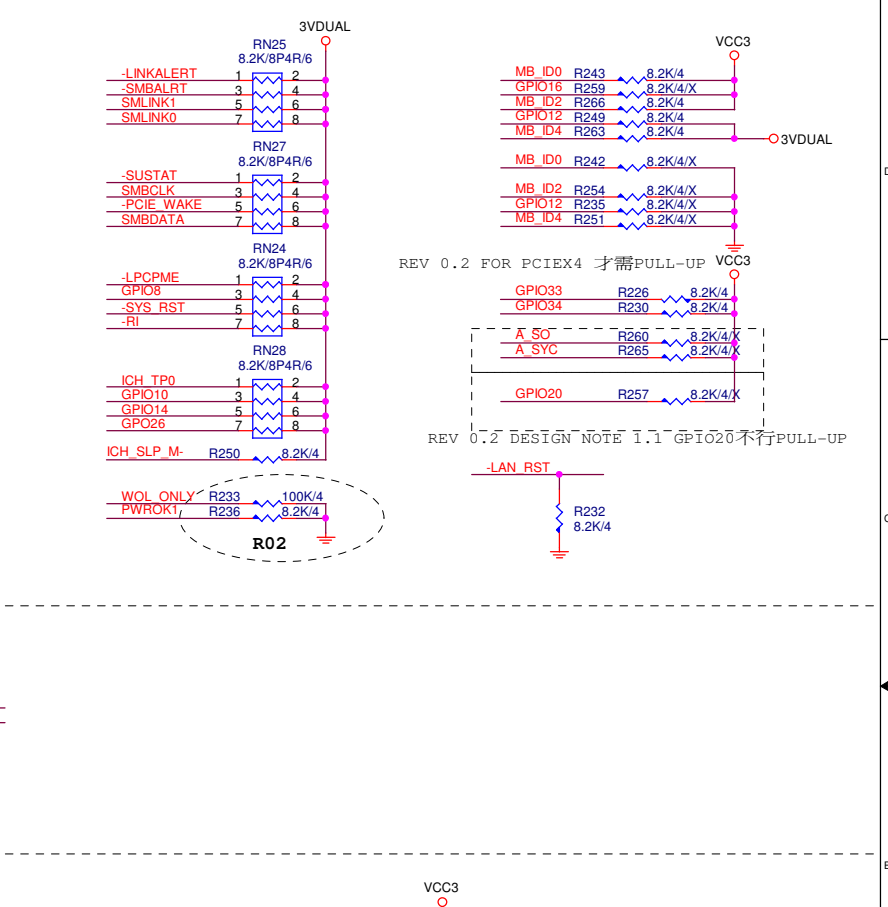 3VDUAL
RN25
8.2K/8P4R/6
-LINKALERT 1 2
-SMBALRT 3 4
SMLINK1 5 6
SMLINK0 7 8
RN27
8.2K/8P4R/6
-SUSTAT 1 2
SMBCLK 3 4
-PCIE_WAKE 5 6
SMBDATA 7 8
RN24
8.2K/8P4R/6
-LPCPME 1 2
GPIO8 3 4
-SYS_RST 5 6
-RI 7 8
RN28
8.2K/8P4R/6
ICH_TP0 1 2
GPIO10 3 4
GPIO14 5 6
GPO26 7 8
ICH_SLP_M- R250 8.2K/4
WOL_ONLY R233 100K/4
PWROK1 R236 8.2K/4
R02
VCC3
MB_ID0 R243 8.2K/4
GPIO16 R259 8.2K/4/X
MB_ID2 R266 8.2K/4
GPIO12 R249 8.2K/4
MB_ID4 R263 8.2K/4
3VDUAL
MB_ID0 R242 8.2K/4/X
MB_ID2 R254 8.2K/4/X
GPIO12 R235 8.2K/4/X
MB_ID4 R251 8.2K/4/X
REV 0.2 FOR PCIEX4 才需PULL-UP
VCC3
GPIO33 R226 8.2K/4
GPIO34 R230 8.2K/4
A_SO R260 8.2K/4/X
A_SYC R265 8.2K/4/X
GPIO20 R257 8.2K/4/X
REV 0.2 DESIGN NOTE 1.1 GPIO20不行PULL-UP
-LAN_RST
R232
8.2K/4
VCC3